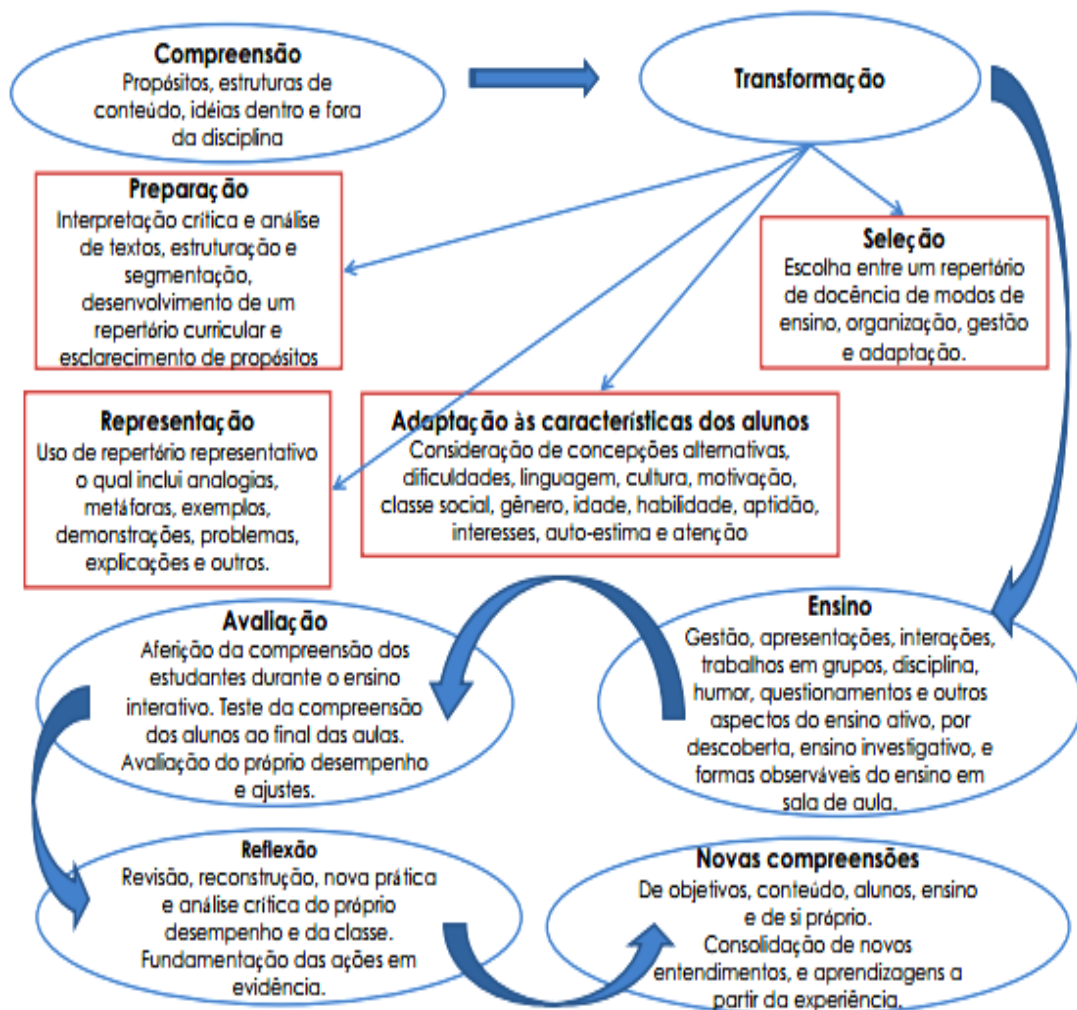 Compreensão
Propósitos, estruturas de
conteúdo, idéias dentro e fora
da disciplina
Transformação
Preparação
Interpretação crítica e análise
de textos, estruturação e
segmentação,
desenvolvimento de um
repertório curricular e
esclarecimento de propósitos
Seleção
Escolha entre um repertório
de docência de modos de
ensino, organização, gestão
e adaptação.
Representação
Uso de repertório representativo
o qual inclui analogias,
metáforas, exemplos,
demonstrações, problemas,
explicações e outros.
Adaptação às características dos alunos
Consideração de concepções alternativas,
dificuldades, linguagem, cultura, motivação,
classe social, gênero, idade, habilidade, aptidão,
interesses, auto-estima e atenção
Avaliação
Aferição da compreensão dos
estudantes durante o ensino
interativo. Teste da compreensão
dos alunos ao final das aulas.
Avaliação do próprio desempenho
e ajustes.
Ensino
Gestão, apresentações, interações,
trabalhos em grupos, disciplina,
humor, questionamentos e outros
aspectos do ensino ativo, por
descoberta, ensino investigativo, e
formas observáveis do ensino em
sala de aula.
Reflexão
Revisão, reconstrução, nova prática
e análise crítica do próprio
desempenho e da classe.
Fundamentação das ações em
evidência.
Novas compreensões
De objetivos, conteúdo, alunos, ensino
e de si próprio.
Consolidação de novos
entendimentos, e aprendizagens a
partir da experiência.